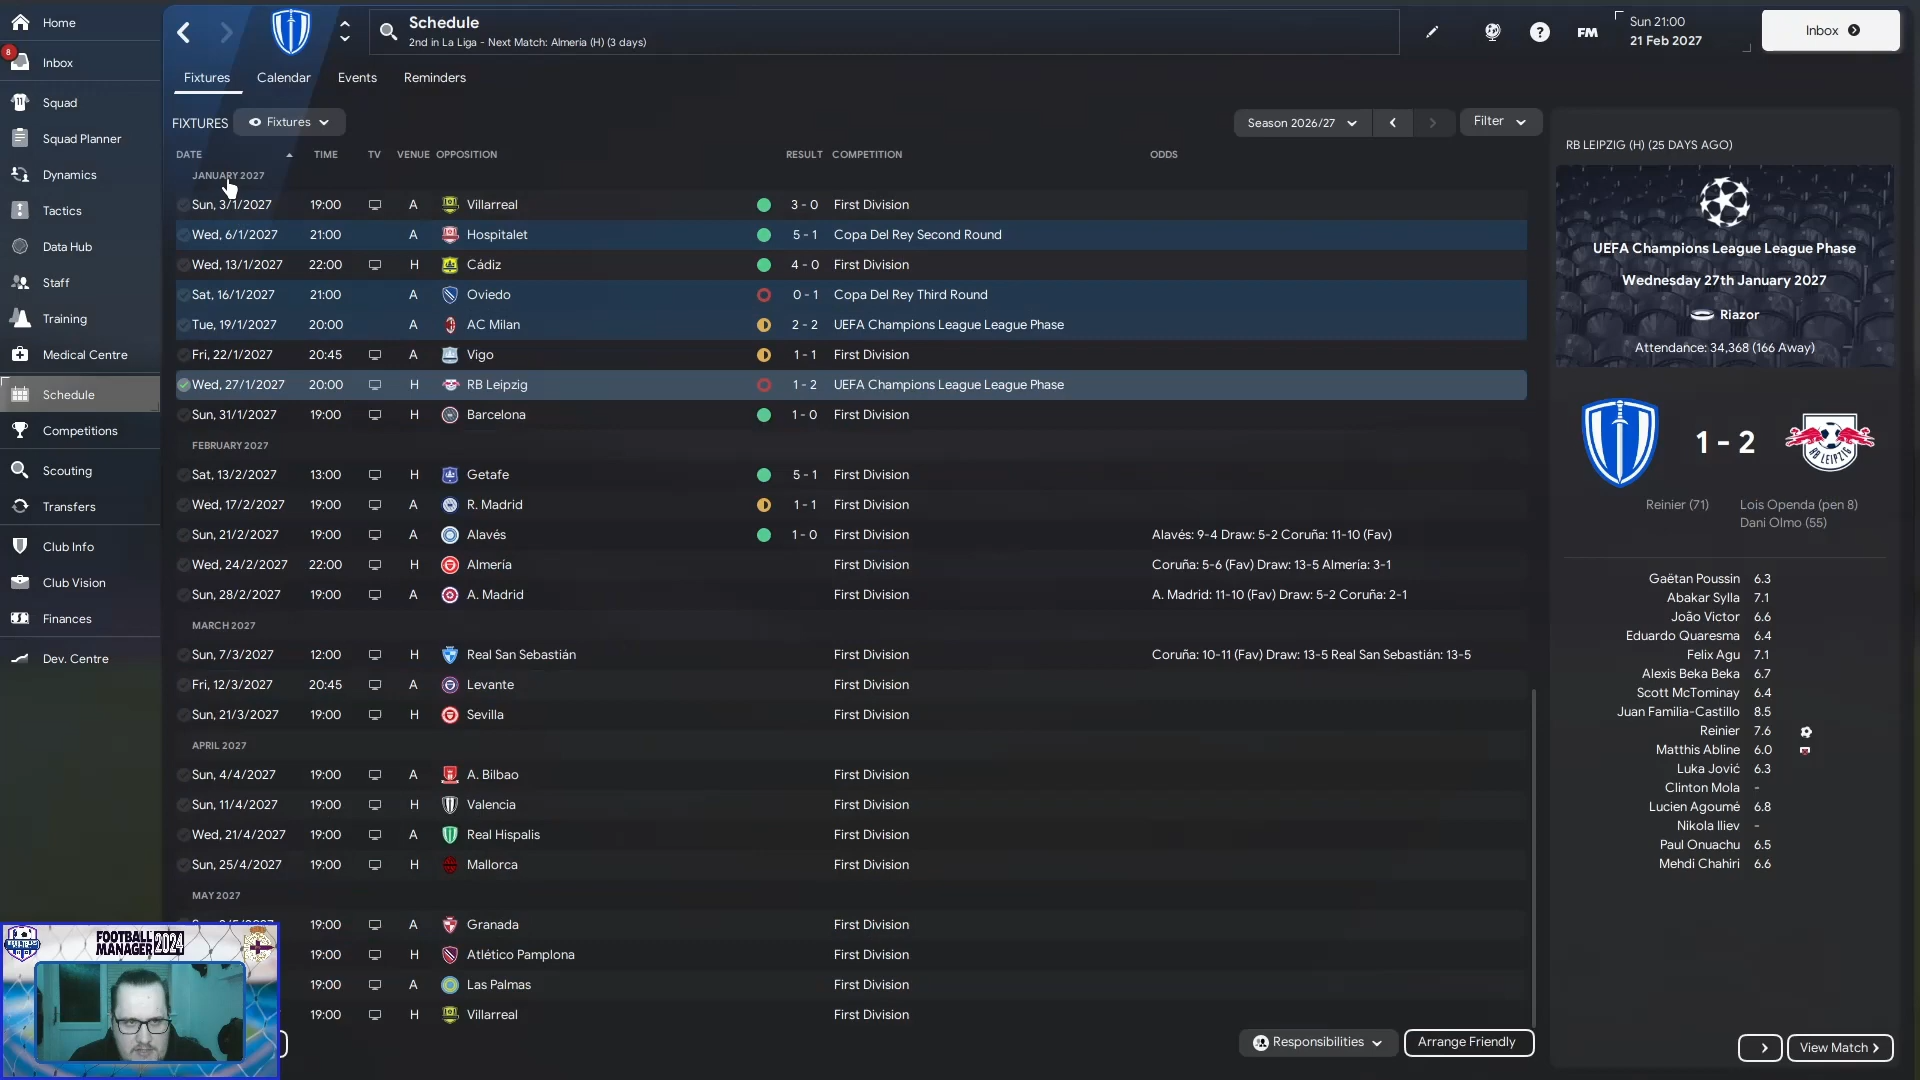 Home
8
Inbox
Squad
Squad Planner
Dynamics
Tactics
Data Hub
Staff
Training
Medical Centre
Schedule
Competitions
Scouting
Transfers
Club Info
Club Vision
Finances
Dev. Centre
Schedule
2nd in La Liga - Next Match: Almería (H) (3 days)
FM
Sun 21:00
21 Feb 2027
Inbox
Fixtures Calendar Events Reminders
FIXTURES Fixtures
Season 2026/27 Filter
DATE TIME TV VENUE OPPOSITION RESULT COMPETITION ODDS
JANUARY 2027
Sun, 3/1/2027 19:00 A Villarreal 3 - 0 First Division
Wed, 6/1/2027 21:00 A Hospitalet 5 - 1 Copa Del Rey Second Round
Wed, 13/1/2027 22:00 H Cádiz 4 - 0 First Division
Sat, 16/1/2027 21:00 A Oviedo 0 - 1 Copa Del Rey Third Round
Tue, 19/1/2027 20:00 A AC Milan 2 - 2 UEFA Champions League League Phase
Fri, 22/1/2027 20:45 A Vigo 1 - 1 First Division
Wed, 27/1/2027 20:00 H RB Leipzig 1 - 2 UEFA Champions League League Phase
Sun, 31/1/2027 19:00 H Barcelona 1 - 0 First Division
FEBRUARY 2027
Sat, 13/2/2027 13:00 H Getafe 5 - 1 First Division
Wed, 17/2/2027 19:00 A R. Madrid 1 - 1 First Division
Sun, 21/2/2027 19:00 A Alavés 1 - 0 First Division Alavés: 9-4 Draw: 5-2 Coruña: 11-10 (Fav)
Wed, 24/2/2027 22:00 H Almería First Division Coruña: 5-6 (Fav) Draw: 13-5 Almería: 3-1
Sun, 28/2/2027 19:00 A A. Madrid First Division A. Madrid: 11-10 (Fav) Draw: 5-2 Coruña: 2-1
MARCH 2027
Sun, 7/3/2027 12:00 H Real San Sebastián First Division Coruña: 10-11 (Fav) Draw: 13-5 Real San Sebastián: 13-5
Fri, 12/3/2027 20:45 A Levante First Division
Sun, 21/3/2027 19:00 H Sevilla First Division
APRIL 2027
Sun, 4/4/2027 19:00 A A. Bilbao First Division
Sun, 11/4/2027 19:00 H Valencia First Division
Wed, 21/4/2027 19:00 A Real Hispalis First Division
Sun, 25/4/2027 19:00 H Mallorca First Division
MAY 2027
19:00 A Granada First Division
19:00 H Atlético Pamplona First Division
19:00 A Las Palmas First Division
19:00 H Villarreal First Division
Responsibilities Arrange Friendly
RB LEIPZIG (H) (25 DAYS AGO)
UEFA Champions League League Phase
Wednesday 27th January 2027
Riazor
Attendance: 34,368 (166 Away)
1 - 2
RB LEIPZIG
Reinier (71) Lois Openda (pen 8)
Dani Olmo (55)
Gaëtan Poussin 6.3
Abakar Sylla 7.1
João Victor 6.6
Eduardo Quaresma 6.4
Felix Agu 7.1
Alexis Beka Beka 6.7
Scott McTominay 6.4
Juan Familia-Castillo 8.5
Reinier 7.6
Matthis Abline 6.0
Luka Jović 6.3
Clinton Mola -
Lucien Agoumé 6.8
Nikola Iliev -
Paul Onuachu 6.5
Mehdi Chahiri 6.6
View Match
FOOTBALL
MANAGER 2024